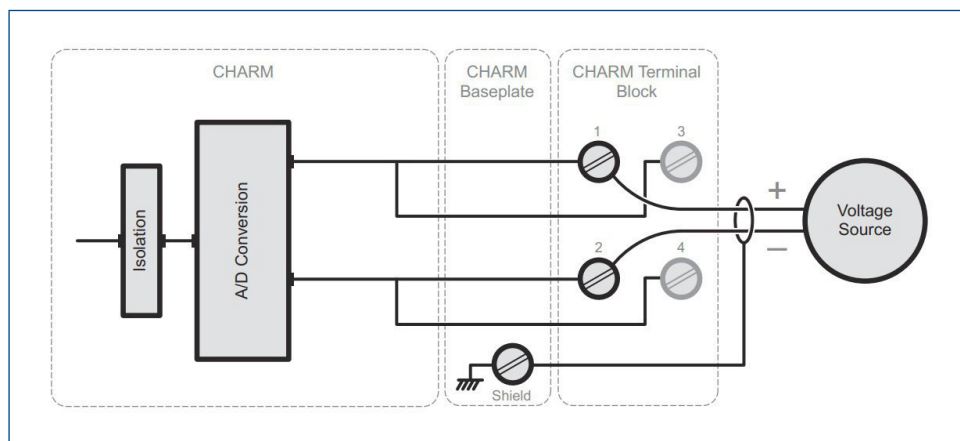 CHARM
CHARM
Baseplate
CHARM Terminal
Block
1
3
+
Isolation
A/D Conversion
Voltage
Source
2
4
−
Shield